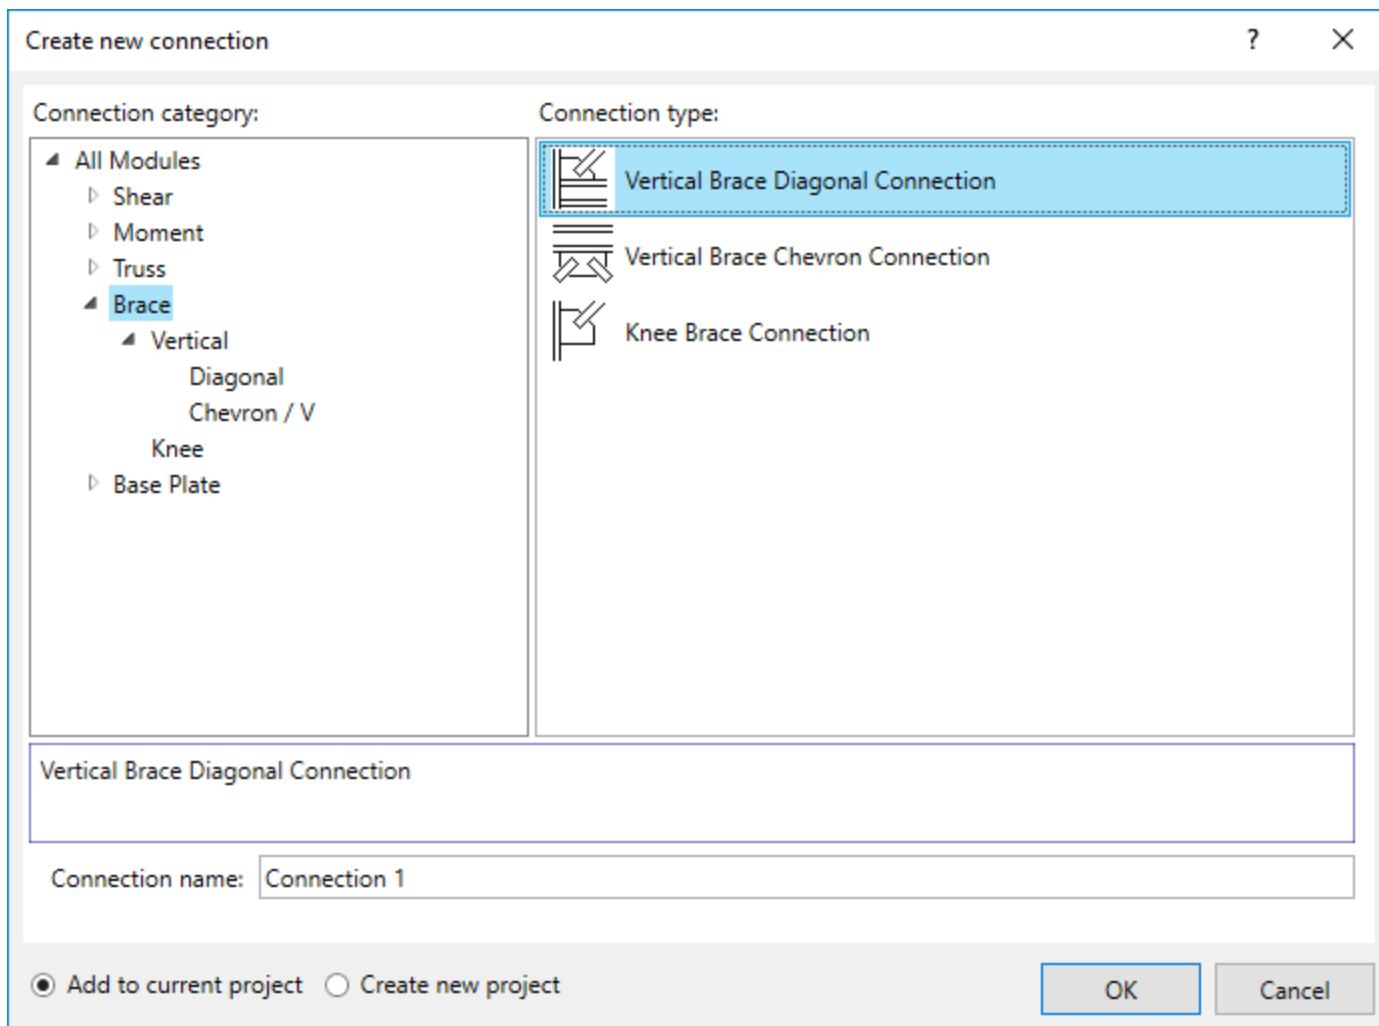 Create new connection
?
Connection category:
Connection type:
All Modules
Shear
Moment
Truss
Brace
Vertical
Diagonal
Chevron / V
Knee
Base Plate
Vertical Brace Diagonal Connection
Vertical Brace Chevron Connection
Knee Brace Connection
Vertical Brace Diagonal Connection
Connection name: Connection 1
Add to current project Create new project OK Cancel